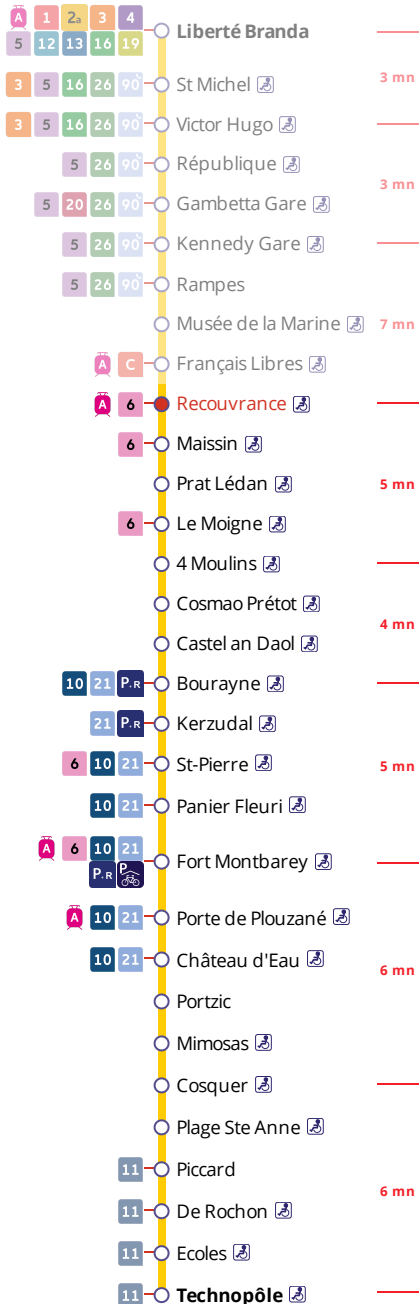 A 1 2a 3 4
Liberté Branda
5 12 13 16 19
3 mn
3 5 16 26 90 St Michel
3 5 16 26 90 Victor Hugo
5 26 90 République
3 mn
5 20 26 90 Gambetta Gare
5 26 90 Kennedy Gare
5 26 90 Rampes
Musée de la Marine 7 mn
A C Français Libres
A 6 Recouvrance
6 Maissin
Prat Lédan 5 mn
6 Le Moigne
4 Moulins
Cosmao Prétot
4 mn
Castel an Daol
10 21 P.R Bourayne
21 P.R Kerzudal
6 10 21 St-Pierre 5 mn
10 21 Panier Fleuri
A 6 10 21
Fort Montbarey
P.R P
A 10 21 Porte de Plouzané
10 21 Château d'Eau
6 mn
Portzic
Mimosas
Cosquer
Plage Ste Anne
11 Piccard
6 mn
11 De Rochon
11 Ecoles
11 Technopôle